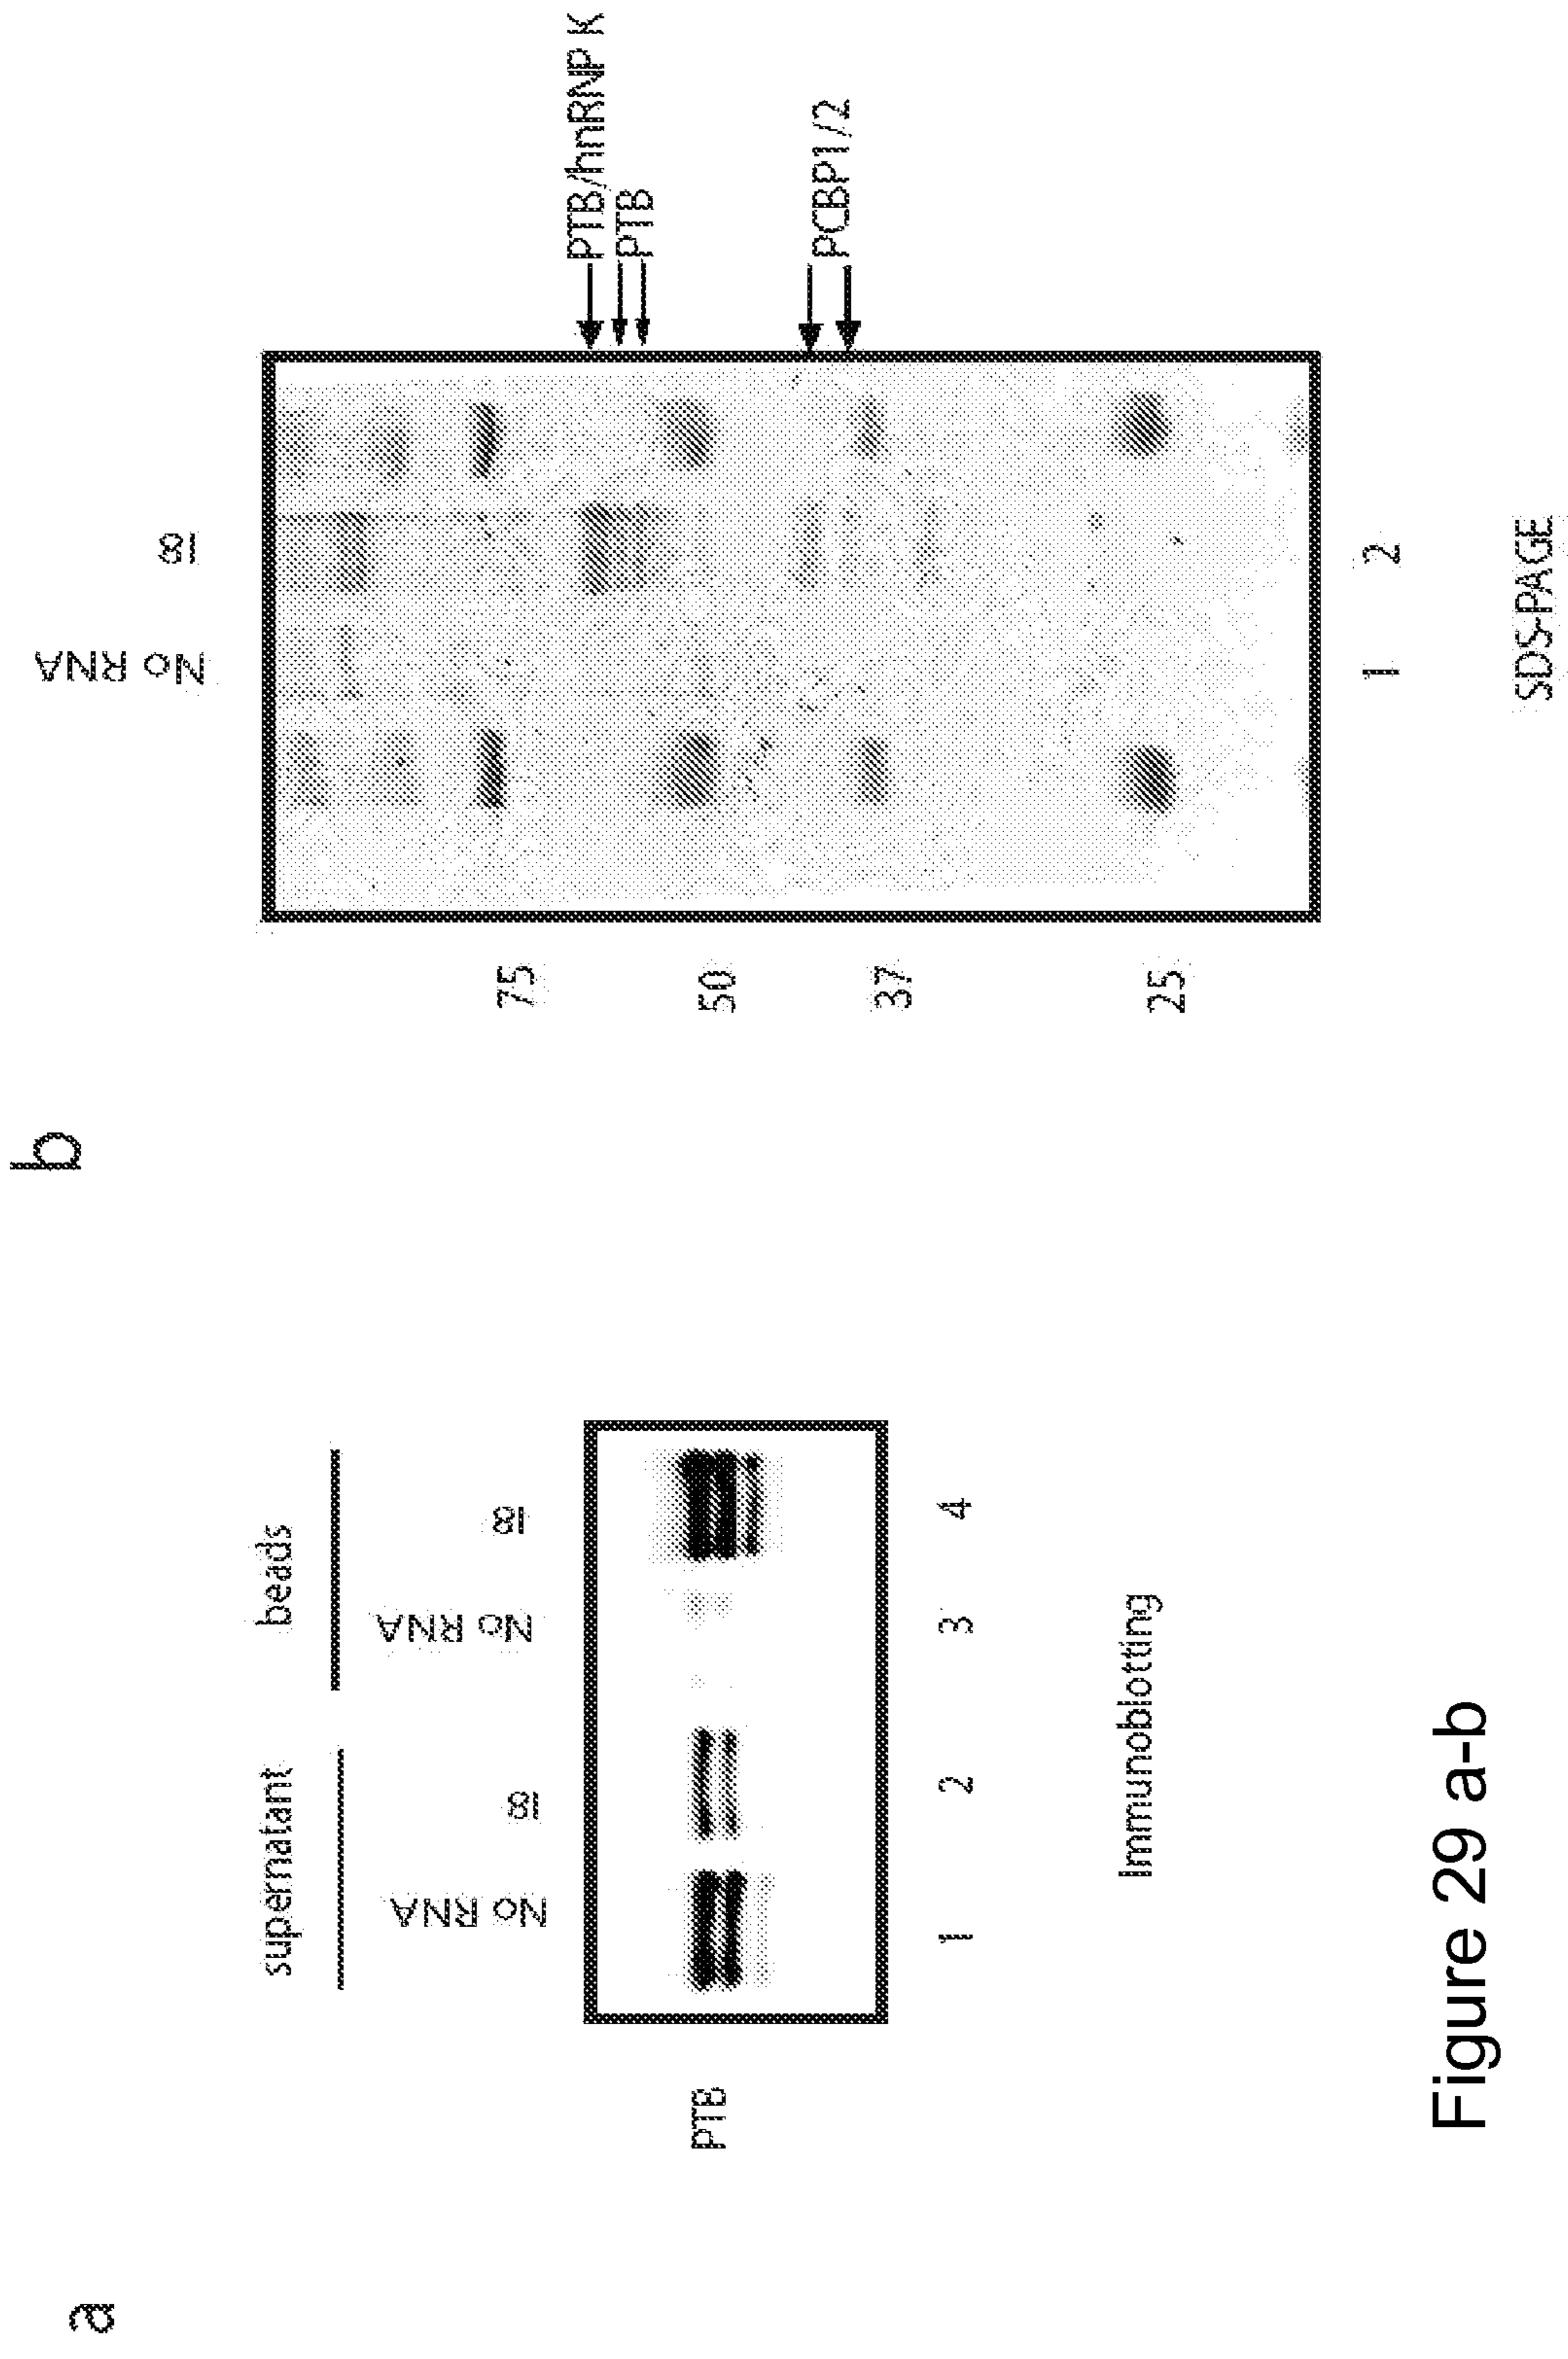 a
supernatant
beads
No RNA
I8
No RNA
I8
PTB
1
2
3
4
Immunoblotting
b
No RNA
I8
75
50
37
25
PTB/hnRNP K
PTB
PCBP1/2
1
2
SDS-PAGE
Figure 29 a-b